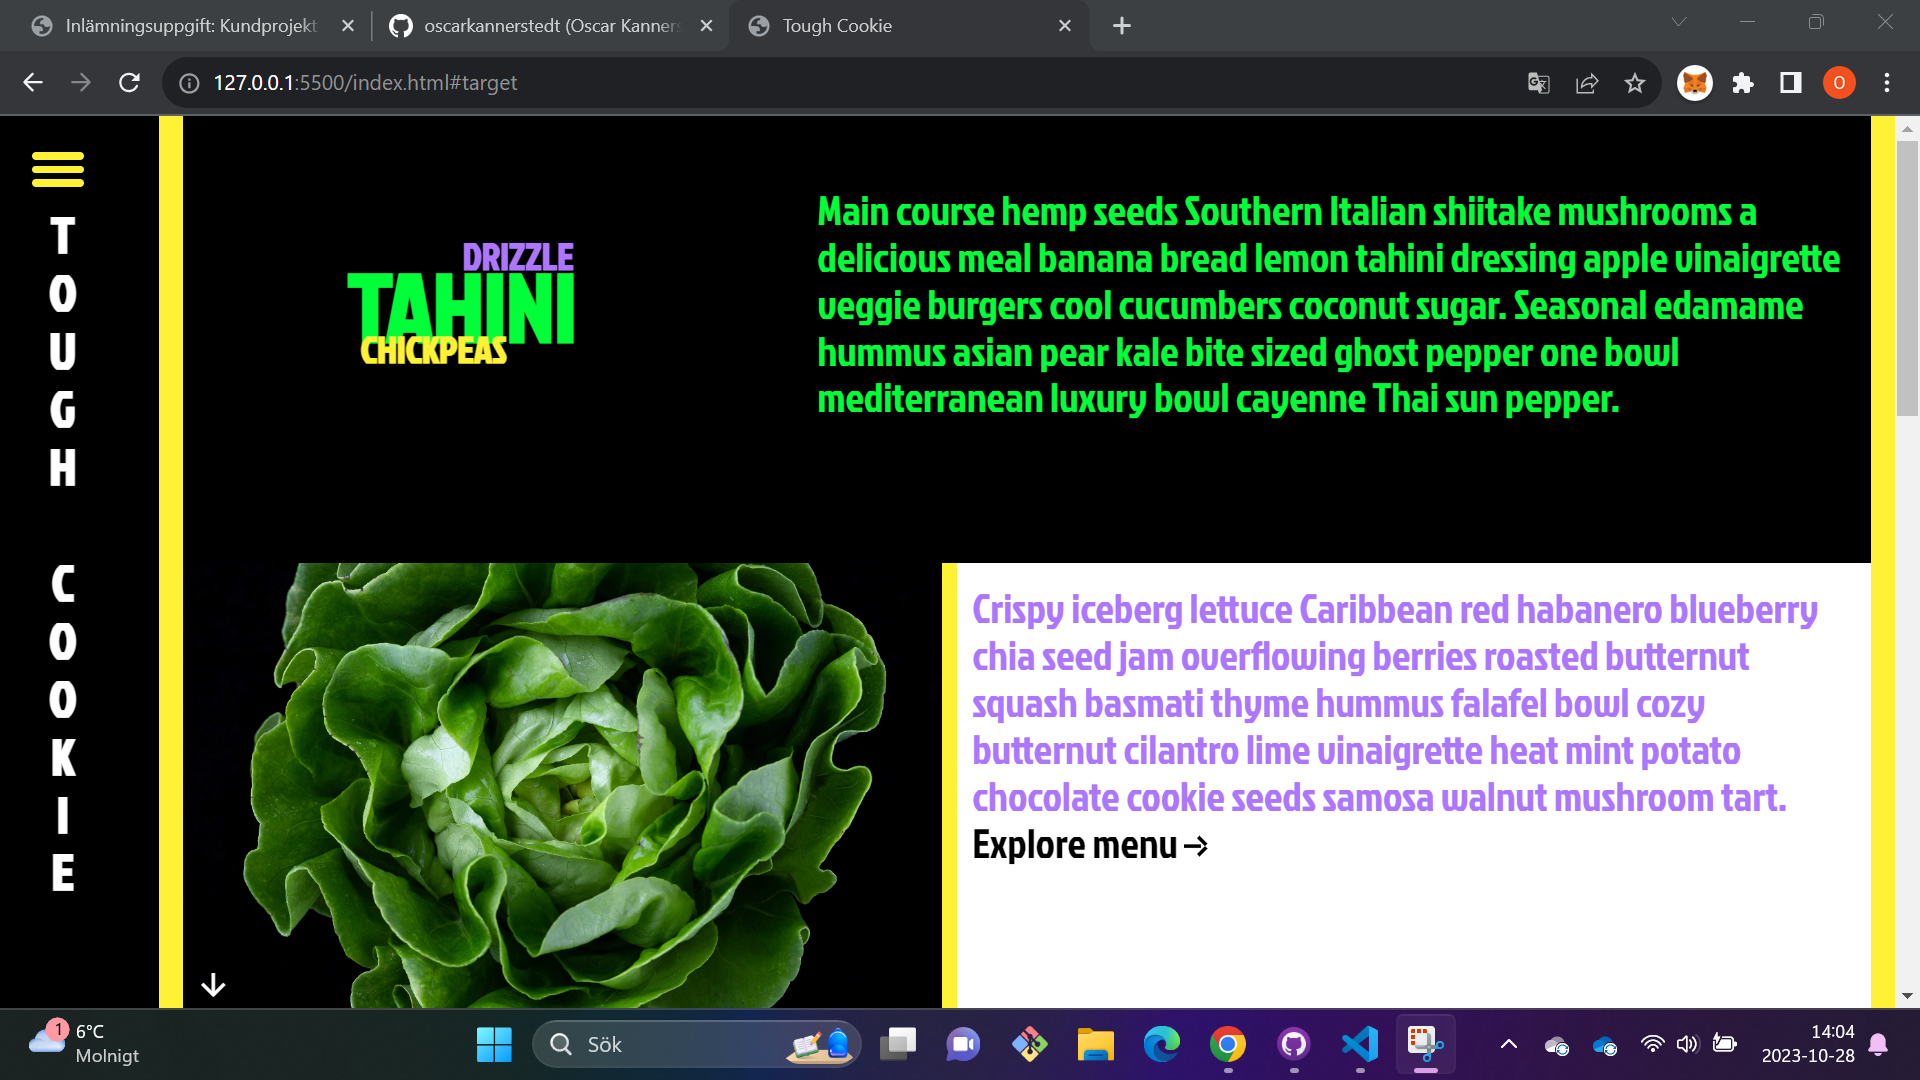 Inlämningsuppgift: Kundprojekt
oscarkannerstedt (Oscar Kanners
Tough Cookie
127.0.0.1:5500/index.html#target
O
TOUGH COOKIE
DRIZZLE
TAHINI
CHICKPEAS
Main course hemp seeds Southern Italian shiitake mushrooms a
delicious meal banana bread lemon tahini dressing apple vinaigrette
veggie burgers cool cucumbers coconut sugar. Seasonal edamame
hummus asian pear kale bite sized ghost pepper one bowl
mediterranean luxury bowl cayenne Thai sun pepper.
Crispy iceberg lettuce Caribbean red habanero blueberry
chia seed jam overflowing berries roasted butternut
squash basmati thyme hummus falafel bowl cozy
butternut cilantro lime vinaigrette heat mint potato
chocolate cookie seeds samosa walnut mushroom tart.
Explore menu →
1
6°C
Molnigt
Sök
14:04
2023-10-28